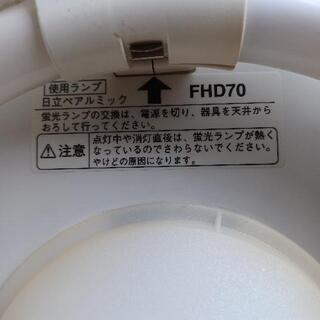 使用ランプ
日立ペアルミック FHD70
蛍光ランプの交換は、電源を切り、器具を天井から
おろして行ってください。
注意
点灯中や消灯直後は、蛍光ランプが熱く
なっているのでさわらないでください。
やけどの原因になります。